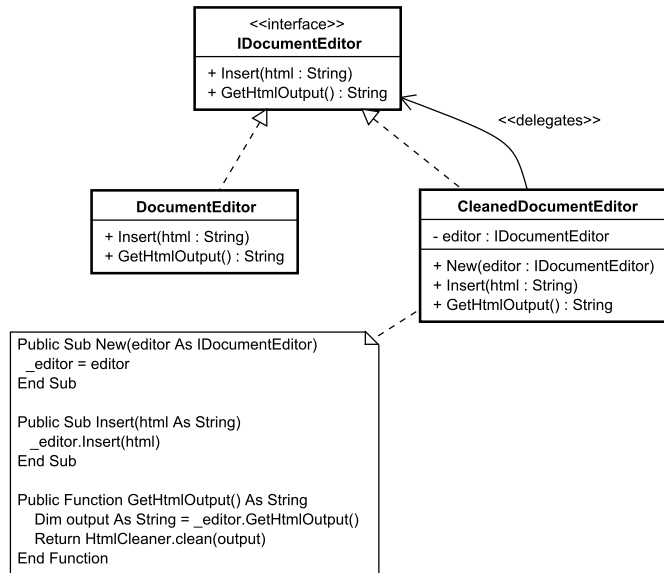 <<interface>>
IDocumentEditor
+ Insert(html : String)
+ GetHtmlOutput() : String
<<delegates>>
DocumentEditor
+ Insert(html : String)
+ GetHtmlOutput() : String
CleanedDocumentEditor
- editor : IDocumentEditor
+ New(editor : IDocumentEditor)
+ Insert(html : String)
+ GetHtmlOutput() : String
Public Sub New(editor As IDocumentEditor)
_editor = editor
End Sub
Public Sub Insert(html As String)
_editor.Insert(html)
End Sub
Public Function GetHtmlOutput() As String
Dim output As String = _editor.GetHtmlOutput()
Return HtmlCleaner.clean(output)
End Function